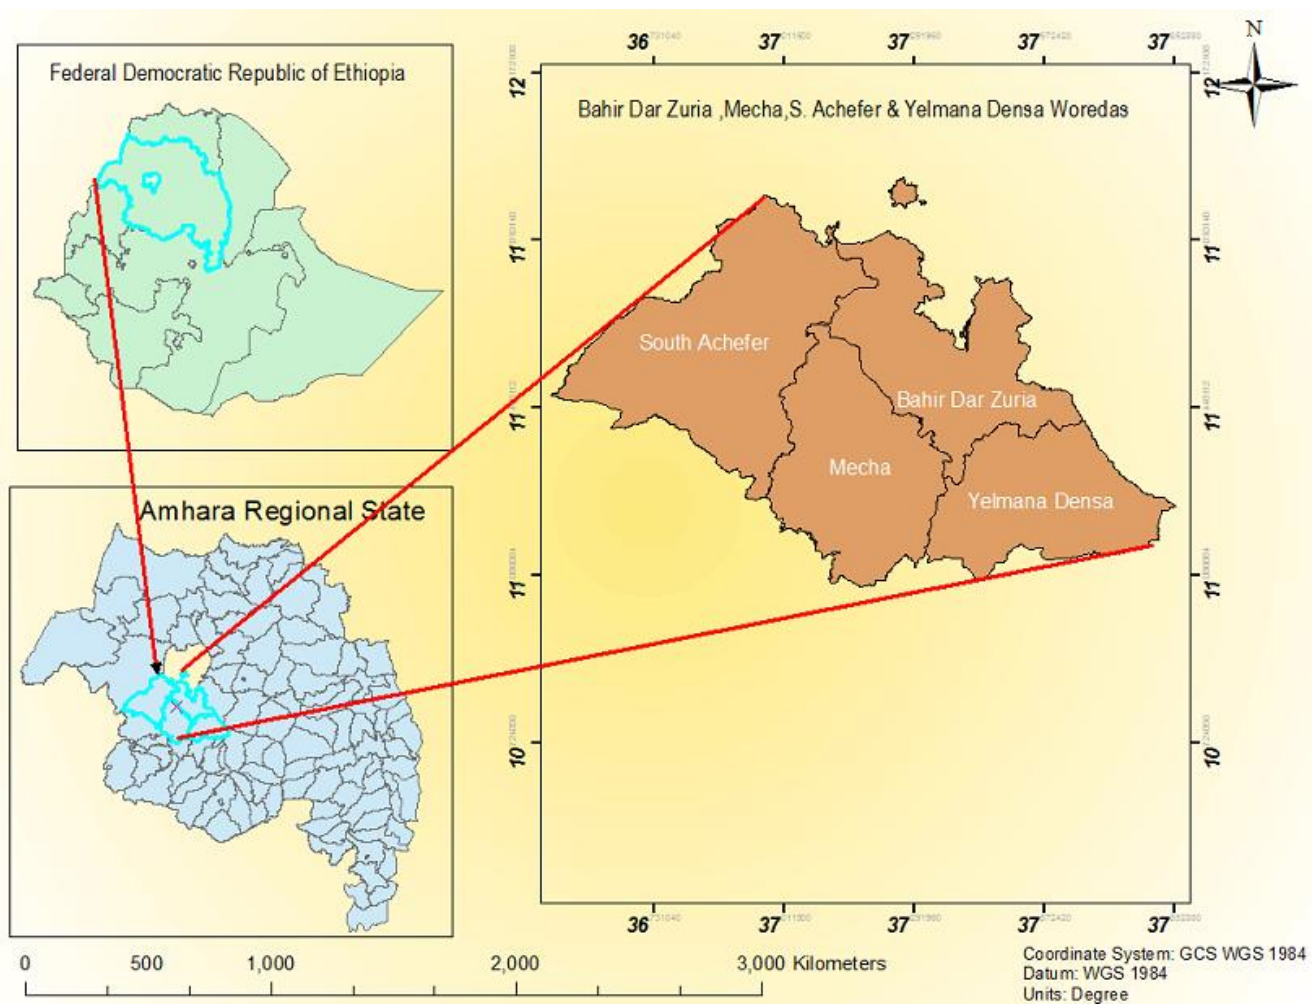 Federal Democratic Republic of Ethiopia
Amhara Regional State
Bahir Dar Zuria ,Mecha,S. Achefer & Yelmana Densa Woredas
N
36 37 37 37 37
12 12
11 11
11 11
11 11
10 10
South Achefer
Bahir Dar Zuria
Mecha
Yelmana Densa
36 37 37 37 37
0 500 1,000 2,000 3,000 Kilometers
Coordinate System: GCS WGS 1984
Datum: WGS 1984
Units: Degree